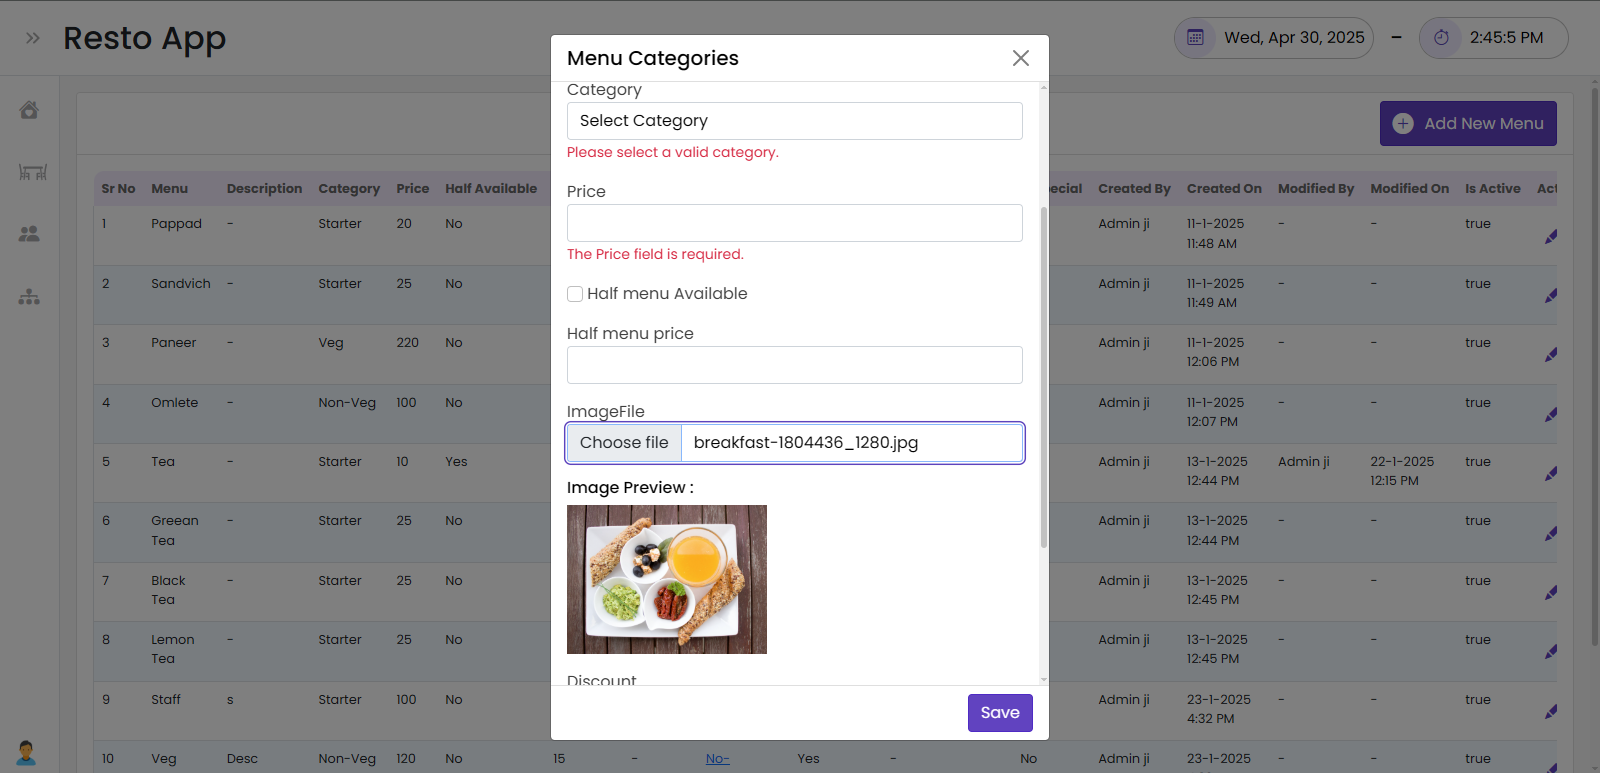 Resto App
Wed, Apr 30, 2025 – 2:45:5 PM
Add New Menu
Menu Categories
Category
Select Category
Please select a valid category.
Price
The Price field is required.
Half menu Available
Half menu price
ImageFile
Choose file breakfast-1804436_1280.jpg
Image Preview :
Discount
Save
Sr No Menu Description Category Price Half Available ecial Created By Created On Modified By Modified On Is Active Act
1 Pappad - Starter 20 No Admin ji 11-1-2025 - - true
11:48 AM
2 Sandvich - Starter 25 No Admin ji 11-1-2025 - - true
11:49 AM
3 Paneer - Veg 220 No Admin ji 11-1-2025 - - true
12:06 PM
4 Omlete - Non-Veg 100 No Admin ji 11-1-2025 - - true
12:07 PM
5 Tea - Starter 10 Yes Admin ji 13-1-2025 Admin ji 22-1-2025 true
12:44 PM 12:15 PM
6 Greean - Starter 25 No Admin ji 13-1-2025 - - true
Tea 12:44 PM
7 Black - Starter 25 No Admin ji 13-1-2025 - - true
Tea 12:45 PM
8 Lemon - Starter 25 No Admin ji 13-1-2025 - - true
Tea 12:45 PM
9 Staff s Starter 100 No Admin ji 23-1-2025 - - true
4:32 PM
10 Veg Desc Non-Veg 120 No 15 - No- Yes - No Admin ji 23-1-2025 - - true